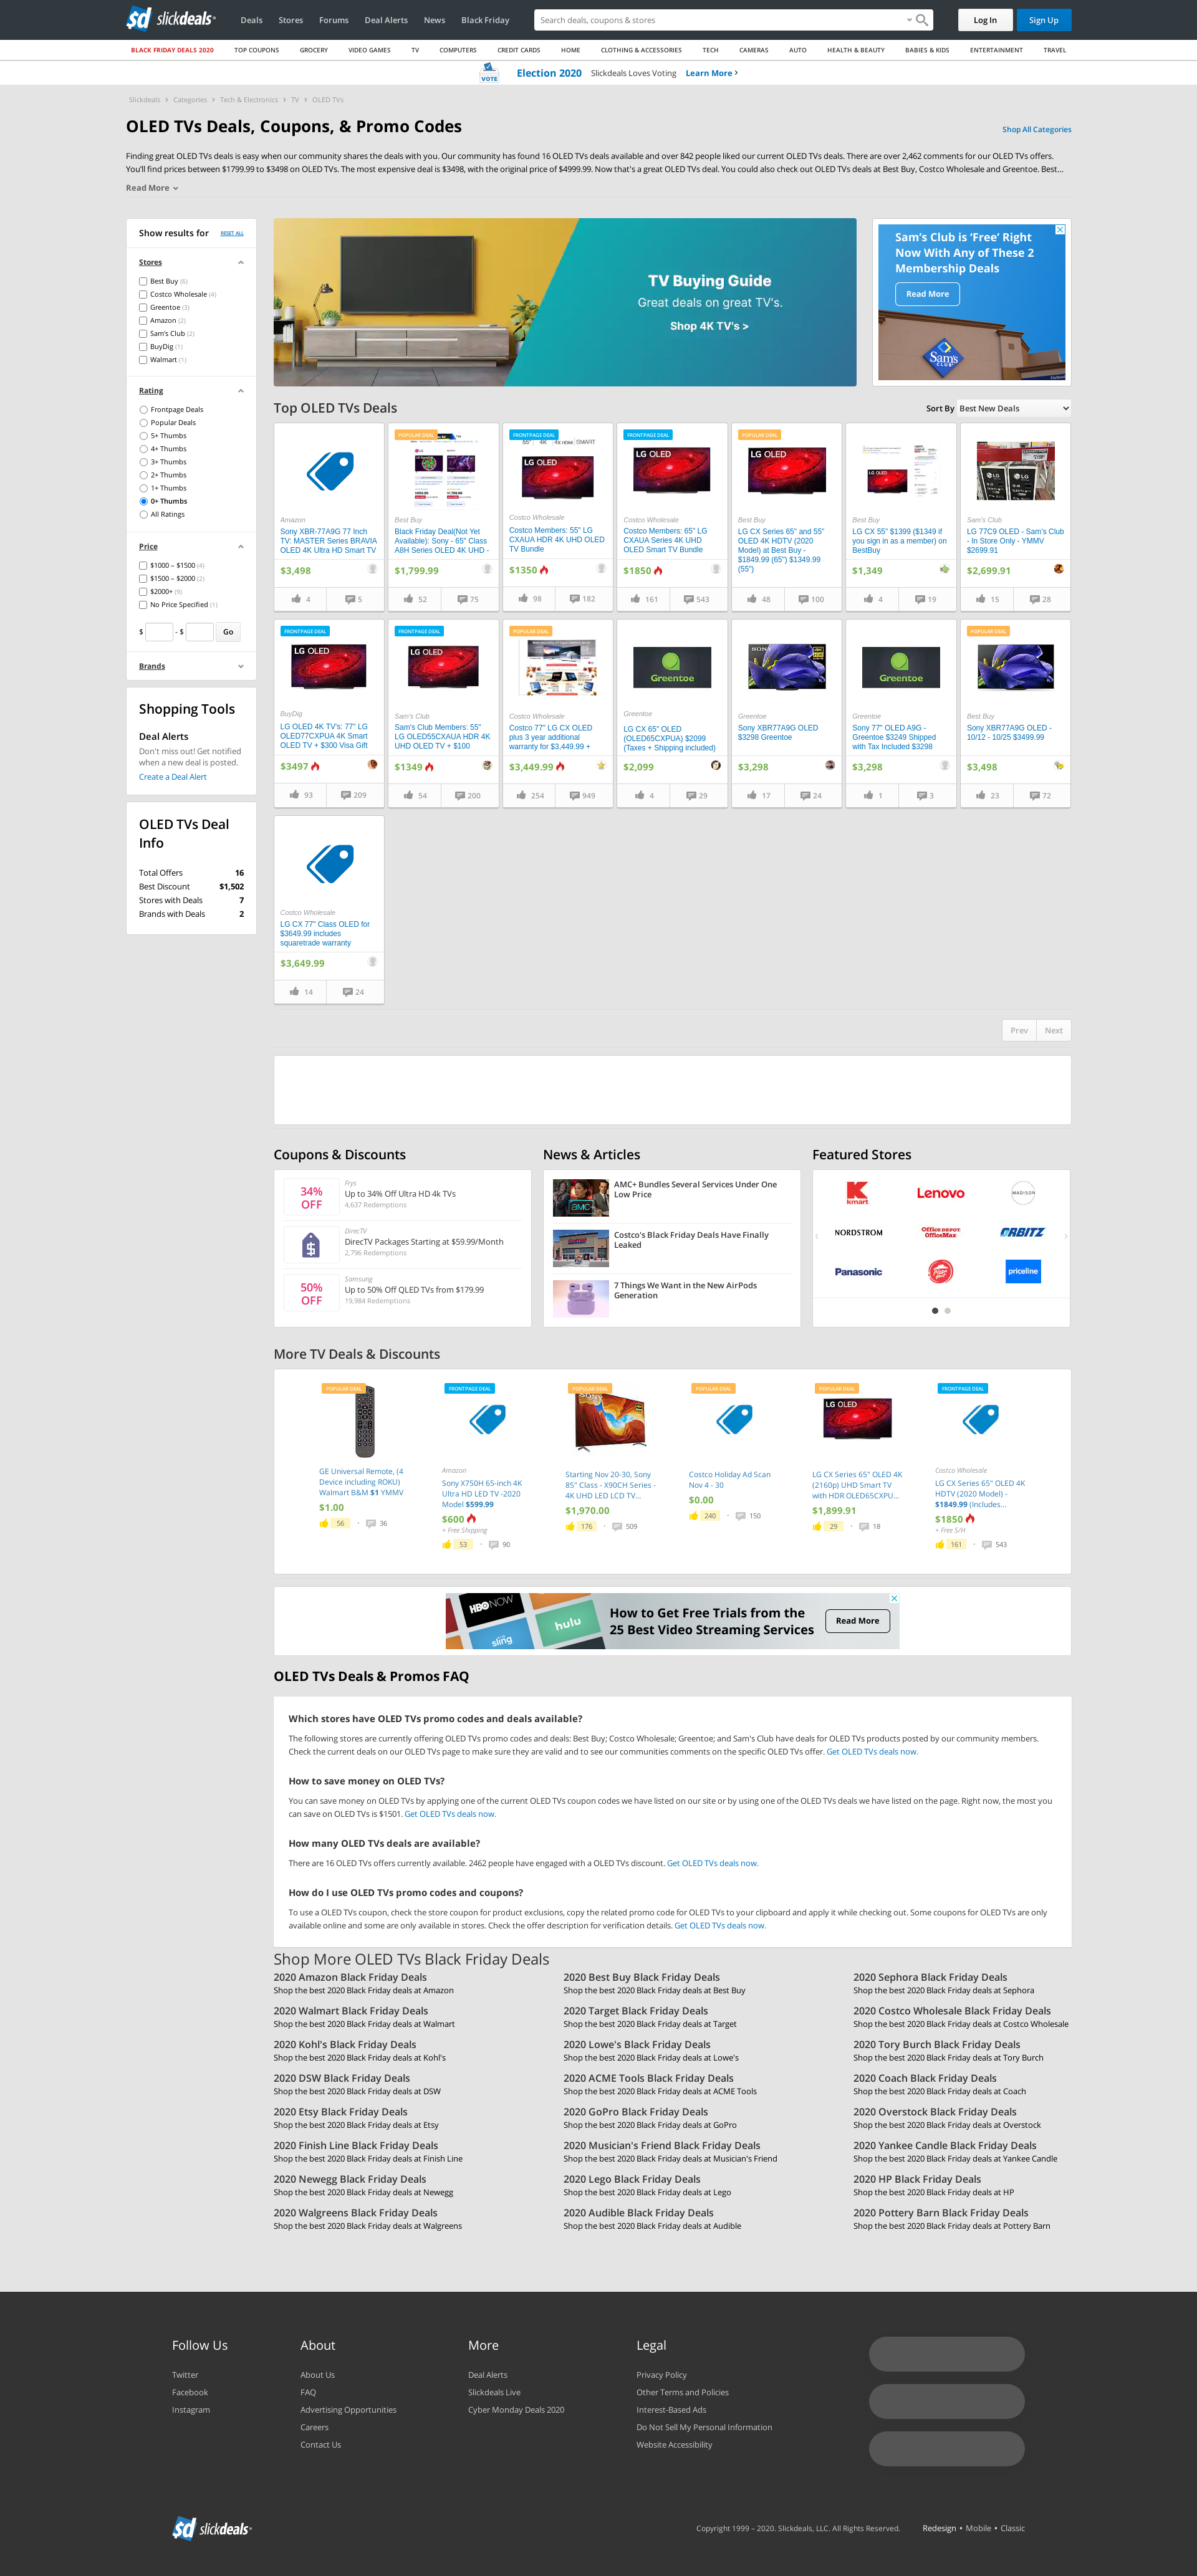 slickdeals
Deals Stores Forums Deal Alerts News Black Friday
Search deals, coupons & stores
Log In Sign Up
BLACK FRIDAY DEALS 2020 TOP COUPONS GROCERY VIDEO GAMES TV COMPUTERS CREDIT CARDS HOME CLOTHING & ACCESSORIES TECH CAMERAS AUTO HEALTH & BEAUTY BABIES & KIDS ENTERTAINMENT TRAVEL
VOTE Election 2020 Slickdeals Loves Voting Learn More
Slickdeals Categories Tech & Electronics TV OLED TVs
OLED TVs Deals, Coupons, & Promo Codes
Shop All Categories
Finding great OLED TVs deals is easy when our community shares the deals with you. Our community has found 16 OLED TVs deals available and over 842 people liked our current OLED TVs deals. There are over 2,462 comments for our OLED TVs offers.
You'll find prices between $1799.99 to $3498 on OLED TVs. The most expensive deal is $3498, with the original price of $4999.99. Now that's a great OLED TVs deal. You could also check out OLED TVs deals at Best Buy, Costco Wholesale and Greentoe. Best...
Read More
Show results for RESET ALL
Stores
Best Buy (6)
Costco Wholesale (4)
Greentoe (3)
Amazon (2)
Sam's Club (2)
BuyDig (1)
Walmart (1)
Rating
Frontpage Deals
Popular Deals
5+ Thumbs
4+ Thumbs
3+ Thumbs
2+ Thumbs
1+ Thumbs
0+ Thumbs
All Ratings
Price
$1000 – $1500 (4)
$1500 – $2000 (2)
$2000+ (9)
No Price Specified (1)
$ - $ Go
Brands
Shopping Tools
Deal Alerts
Don't miss out! Get notified
when a new deal is posted.
Create a Deal Alert
OLED TVs Deal
Info
Total Offers 16
Best Discount $1,502
Stores with Deals 7
Brands with Deals 2
TV Buying Guide
Great deals on great TV's.
Shop 4K TV's >
Sam's Club is 'Free' Right
Now With Any of These 2
Membership Deals
Read More
Sam's
CLUB
Top OLED TVs Deals
Sort By Best New Deals
Amazon
Sony XBR-77A9G 77 Inch
TV: MASTER Series BRAVIA
OLED 4K Ultra HD Smart TV
$3,498
4 5
POPULAR DEAL
Best Buy
Black Friday Deal(Not Yet
Available): Sony - 65" Class
A8H Series OLED 4K UHD -
$1,799.99
52 75
FRONTPAGE DEAL
55" 4K 4K HDMI SMART
LG OLED
Costco Wholesale
Costco Members: 55" LG
CXAUA HDR 4K UHD OLED
TV Bundle
$1350
98 182
FRONTPAGE DEAL
LG OLED
Costco Wholesale
Costco Members: 65" LG
CXAUA Series 4K UHD
OLED Smart TV Bundle
$1850
161 543
POPULAR DEAL
LG OLED
Best Buy
LG CX Series 65" and 55"
OLED 4K HDTV (2020
Model) at Best Buy -
$1849.99 (65") $1349.99
(55")
48 100
Best Buy
LG CX 55" $1399 ($1349 if
you sign in as a member) on
BestBuy
$1,349
4 19
Sam's Club
LG 77C9 OLED - Sam's Club
- In Store Only - YMMV
$2699.91
$2,699.91
15 28
FRONTPAGE DEAL
LG OLED
BuyDig
LG OLED 4K TV's: 77" LG
OLED77CXPUA 4K Smart
OLED TV + $300 Visa Gift
$3497
93 209
FRONTPAGE DEAL
LG OLED
Sam's Club
Sam's Club Members: 55"
LG OLED55CXAUA HDR 4K
UHD OLED TV + $100
$1349
54 200
POPULAR DEAL
Costco Wholesale
Costco 77" LG CX OLED
plus 3 year additional
warranty for $3,449.99 +
$3,449.99
254 949
Greentoe
Greentoe
LG CX 65" OLED
(OLED65CXPUA) $2099
(Taxes + Shipping included)
$2,099
4 29
SONY
Greentoe
Sony XBR77A9G OLED
$3298 Greentoe
$3,298
17 24
Greentoe
Greentoe
Sony 77" OLED A9G -
Greentoe $3249 Shipped
with Tax Included $3298
$3,298
1 3
POPULAR DEAL
Best Buy
Sony XBR77A9G OLED -
10/12 - 10/25 $3499.99
$3,498
23 72
Costco Wholesale
LG CX 77" Class OLED for
$3649.99 includes
squaretrade warranty
$3,649.99
14 24
Prev Next
Coupons & Discounts
34%
OFF
Frys
Up to 34% Off Ultra HD 4k TVs
4,637 Redemptions
DirecTV
DirecTV Packages Starting at $59.99/Month
2,796 Redemptions
50%
OFF
Samsung
Up to 50% Off QLED TVs from $179.99
19,984 Redemptions
News & Articles
aMC
AMC+ Bundles Several Services Under One
Low Price
Costco's Black Friday Deals Have Finally
Leaked
7 Things We Want in the New AirPods
Generation
Featured Stores
kmart Lenovo MADISON
NORDSTROM Office DEPOT OfficeMax ORBITZ
Panasonic Pizza Hut priceline
More TV Deals & Discounts
POPULAR DEAL
GE Universal Remote, (4
Device including ROKU)
Walmart B&M $1 YMMV
$1.00
56 36
FRONTPAGE DEAL
Amazon
Sony X750H 65-inch 4K
Ultra HD LED TV -2020
Model $599.99
$600
+ Free Shipping
53 90
POPULAR DEAL
SONY
Starting Nov 20-30, Sony
85" Class - X90CH Series -
4K UHD LED LCD TV...
$1,970.00
176 509
POPULAR DEAL
Costco Holiday Ad Scan
Nov 4 - 30
$0.00
240 150
POPULAR DEAL
LG OLED
LG CX Series 65" OLED 4K
(2160p) UHD Smart TV
with HDR OLED65CXPU...
$1,899.91
29 18
FRONTPAGE DEAL
Costco Wholesale
LG CX Series 65" OLED 4K
HDTV (2020 Model) -
$1849.99 (Includes...
$1850
+ Free S/H
161 543
HBO NOW
sling
hulu
How to Get Free Trials from the
25 Best Video Streaming Services
Read More
OLED TVs Deals & Promos FAQ
Which stores have OLED TVs promo codes and deals available?
The following stores are currently offering OLED TVs promo codes and deals: Best Buy; Costco Wholesale; Greentoe; and Sam's Club have deals for OLED TVs products posted by our community members.
Check the current deals on our OLED TVs page to make sure they are valid and to see our communities comments on the specific OLED TVs offer. Get OLED TVs deals now.
How to save money on OLED TVs?
You can save money on OLED TVs by applying one of the current OLED TVs coupon codes we have listed on our site or by using one of the OLED TVs deals we have listed on the page. Right now, the most you
can save on OLED TVs is $1501. Get OLED TVs deals now.
How many OLED TVs deals are available?
There are 16 OLED TVs offers currently available. 2462 people have engaged with a OLED TVs discount. Get OLED TVs deals now.
How do I use OLED TVs promo codes and coupons?
To use a OLED TVs coupon, check the store coupon for product exclusions, copy the related promo code for OLED TVs to your clipboard and apply it while checking out. Some coupons for OLED TVs are only
available online and some are only available in stores. Check the offer description for verification details. Get OLED TVs deals now.
Shop More OLED TVs Black Friday Deals
2020 Amazon Black Friday Deals
Shop the best 2020 Black Friday deals at Amazon
2020 Best Buy Black Friday Deals
Shop the best 2020 Black Friday deals at Best Buy
2020 Sephora Black Friday Deals
Shop the best 2020 Black Friday deals at Sephora
2020 Walmart Black Friday Deals
Shop the best 2020 Black Friday deals at Walmart
2020 Target Black Friday Deals
Shop the best 2020 Black Friday deals at Target
2020 Costco Wholesale Black Friday Deals
Shop the best 2020 Black Friday deals at Costco Wholesale
2020 Kohl's Black Friday Deals
Shop the best 2020 Black Friday deals at Kohl's
2020 Lowe's Black Friday Deals
Shop the best 2020 Black Friday deals at Lowe's
2020 Tory Burch Black Friday Deals
Shop the best 2020 Black Friday deals at Tory Burch
2020 DSW Black Friday Deals
Shop the best 2020 Black Friday deals at DSW
2020 ACME Tools Black Friday Deals
Shop the best 2020 Black Friday deals at ACME Tools
2020 Coach Black Friday Deals
Shop the best 2020 Black Friday deals at Coach
2020 Etsy Black Friday Deals
Shop the best 2020 Black Friday deals at Etsy
2020 GoPro Black Friday Deals
Shop the best 2020 Black Friday deals at GoPro
2020 Overstock Black Friday Deals
Shop the best 2020 Black Friday deals at Overstock
2020 Finish Line Black Friday Deals
Shop the best 2020 Black Friday deals at Finish Line
2020 Musician's Friend Black Friday Deals
Shop the best 2020 Black Friday deals at Musician's Friend
2020 Yankee Candle Black Friday Deals
Shop the best 2020 Black Friday deals at Yankee Candle
2020 Newegg Black Friday Deals
Shop the best 2020 Black Friday deals at Newegg
2020 Lego Black Friday Deals
Shop the best 2020 Black Friday deals at Lego
2020 HP Black Friday Deals
Shop the best 2020 Black Friday deals at HP
2020 Walgreens Black Friday Deals
Shop the best 2020 Black Friday deals at Walgreens
2020 Audible Black Friday Deals
Shop the best 2020 Black Friday deals at Audible
2020 Pottery Barn Black Friday Deals
Shop the best 2020 Black Friday deals at Pottery Barn
Follow Us
Twitter
Facebook
Instagram
About
About Us
FAQ
Advertising Opportunities
Careers
Contact Us
More
Deal Alerts
Slickdeals Live
Cyber Monday Deals 2020
Legal
Privacy Policy
Other Terms and Policies
Interest-Based Ads
Do Not Sell My Personal Information
Website Accessibility
slickdeals
Copyright 1999 – 2020. Slickdeals, LLC. All Rights Reserved. Redesign • Mobile • Classic